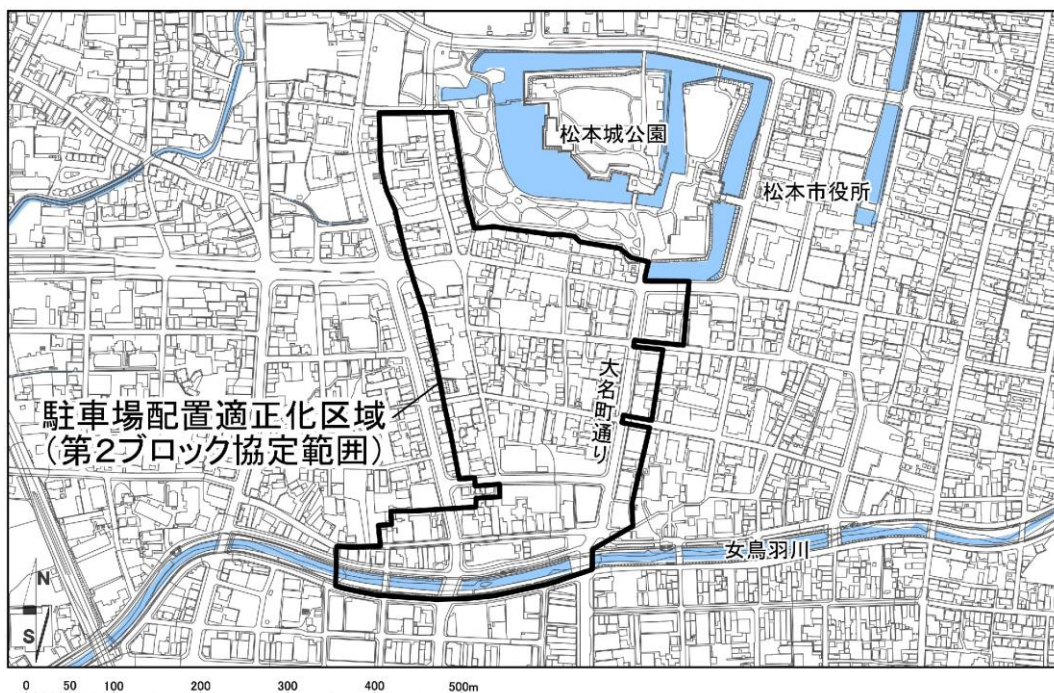 松本城公園
松本市役所
大名町通り
駐車場配置適正化区域
（第２ブロック協定範囲）
女鳥羽川
N
S
0 50 100 200 300 400 500m